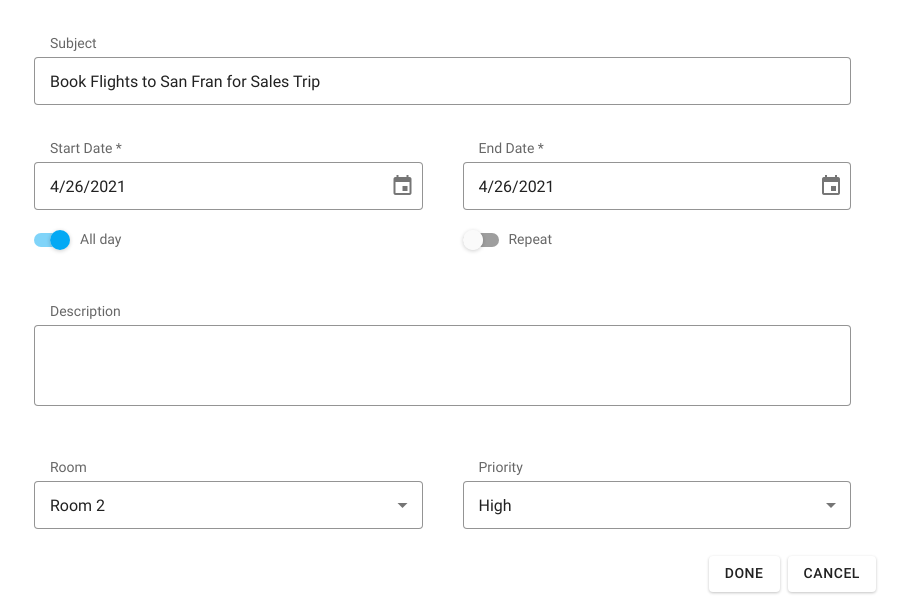 Subject
Book Flights to San Fran for Sales Trip
Start Date * End Date *
4/26/2021 4/26/2021
All day Repeat
Description
Room Priority
Room 2 High
DONE CANCEL